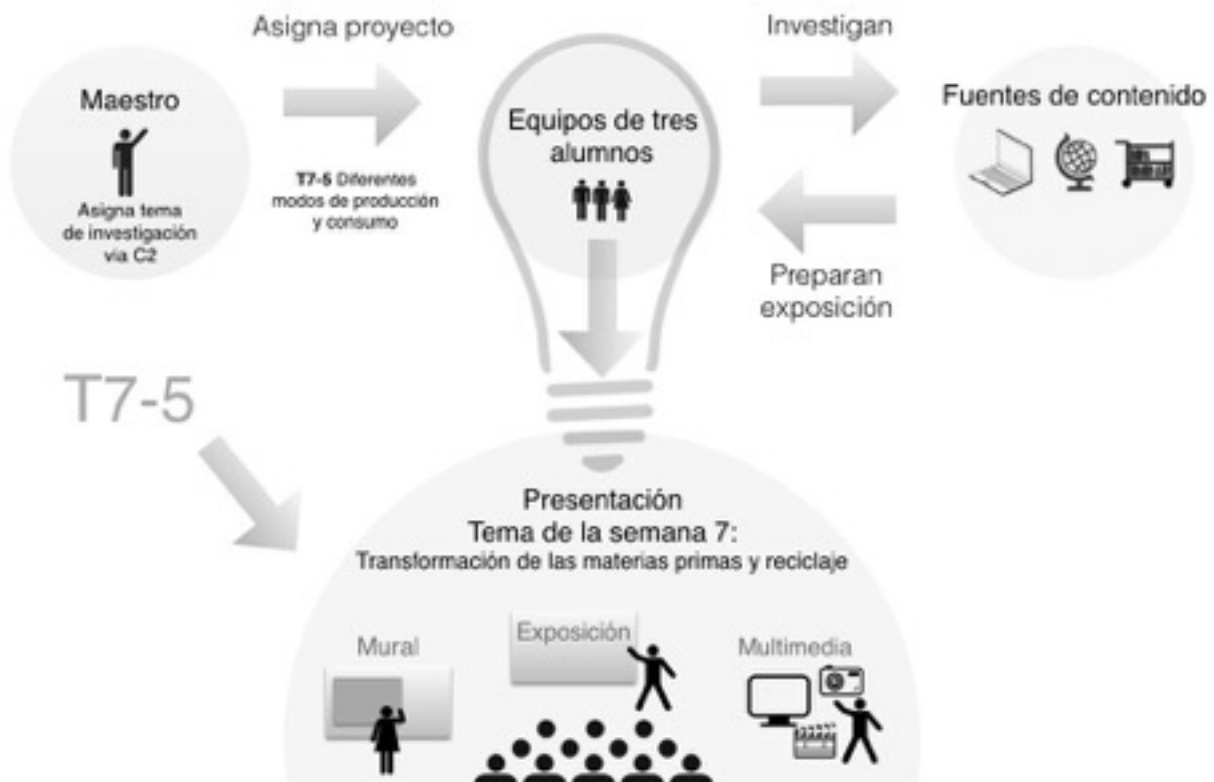 Asigna proyecto
Investigan
Maestro
Asigna tema
de investigación
via C2
T7-5 Diferentes
modos de producción
y consumo
Equipos de tres
alumnos
Fuentes de contenido
Preparan
exposición
T7-5
Presentación
Tema de la semana 7:
Transformación de las materias primas y reciclaje
Mural
Exposición
Multimedia